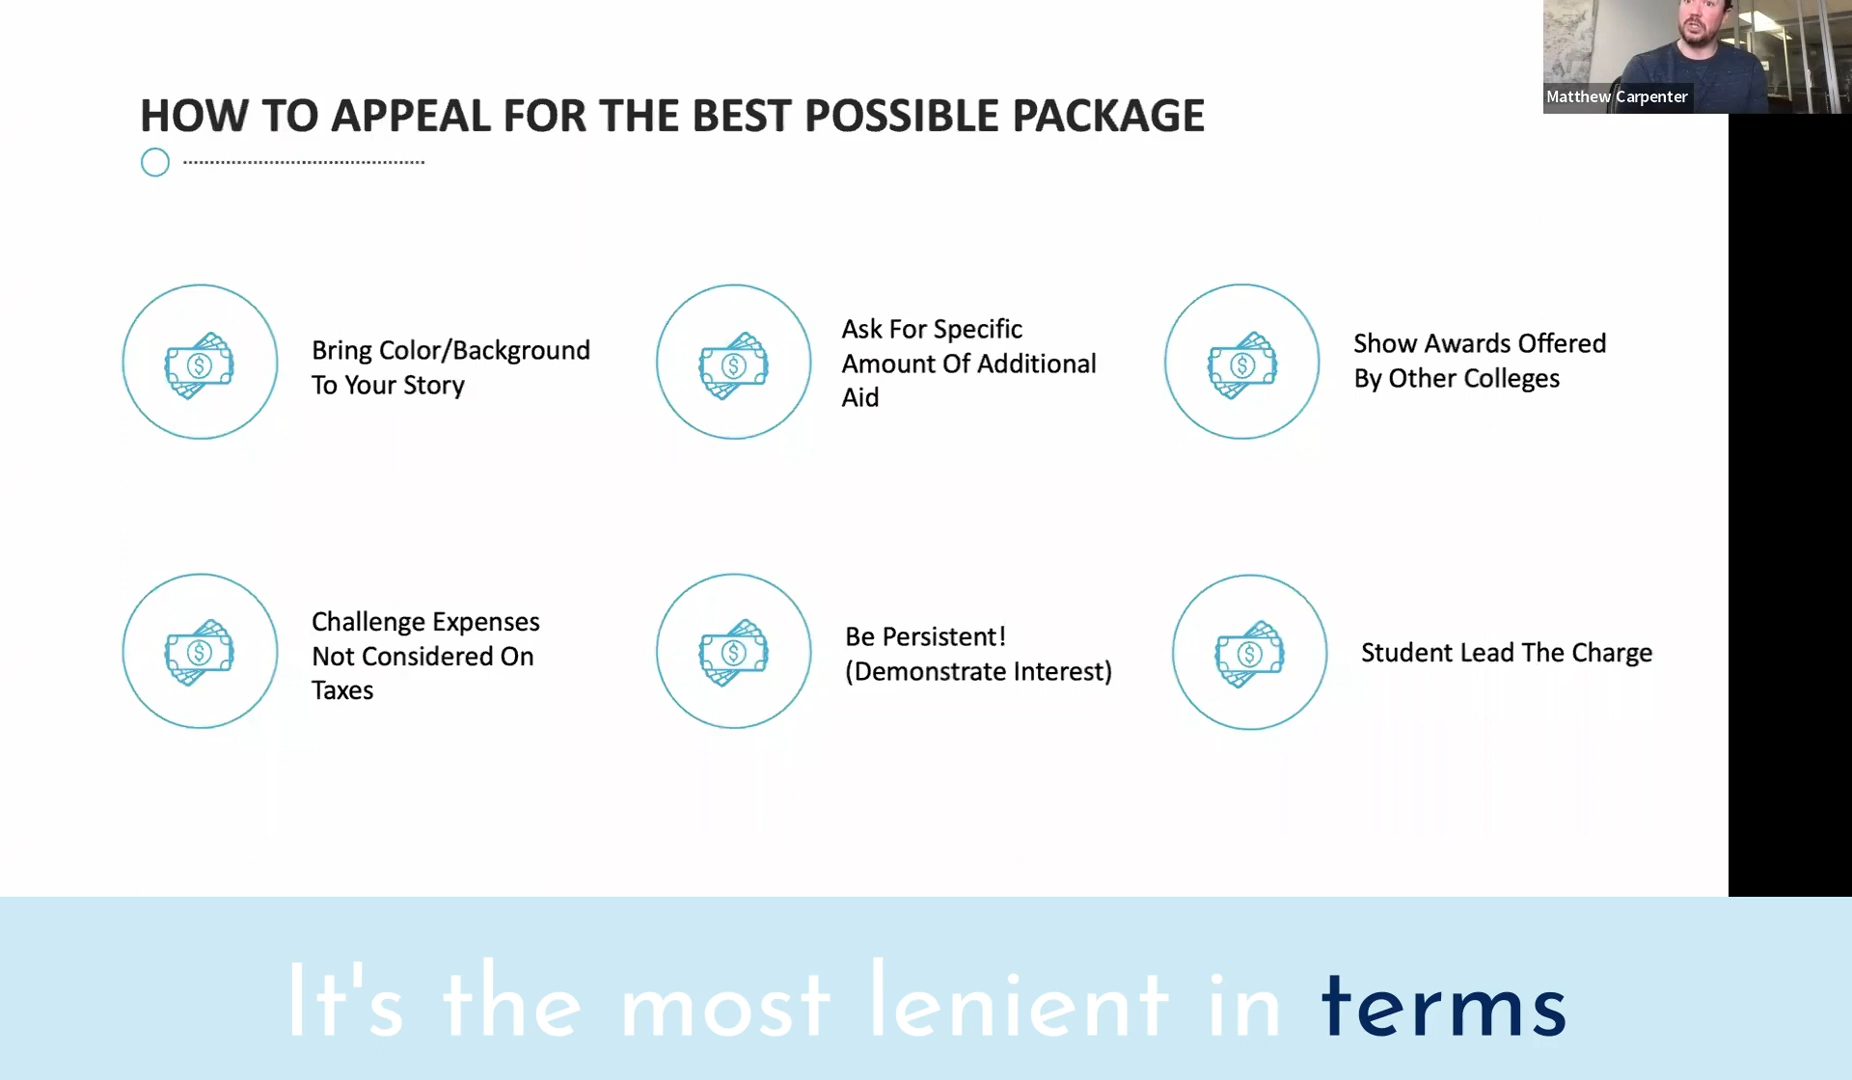 Matthew Carpenter
HOW TO APPEAL FOR THE BEST POSSIBLE PACKAGE
Bring Color/Background
To Your Story
Ask For Specific
Amount Of Additional
Aid
Show Awards Offered
By Other Colleges
Challenge Expenses
Not Considered On
Taxes
Be Persistent!
(Demonstrate Interest)
Student Lead The Charge
It's the most lenient in terms